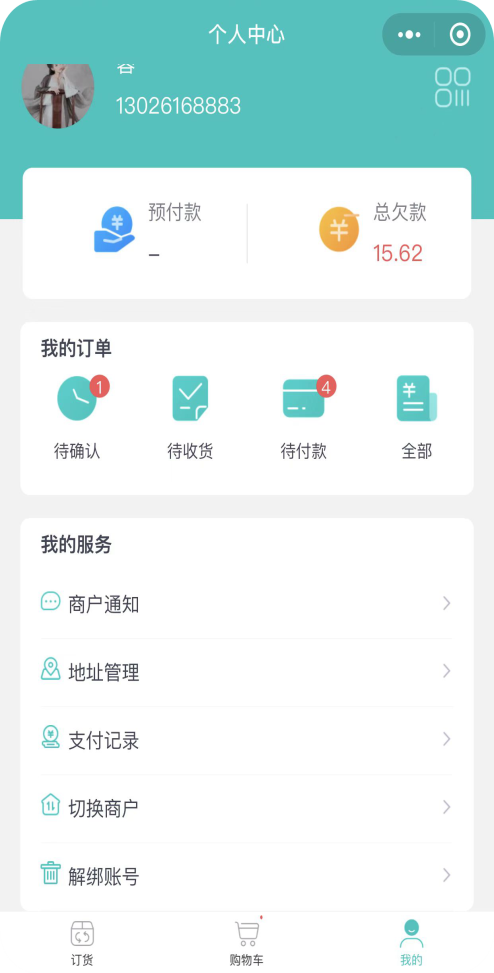 个人中心
容
13026168883
预付款
总欠款
–
15.62
我的订单
1
4
待确认
待收货
待付款
全部
我的服务
商户通知
地址管理
支付记录
切换商户
解绑账号
订货
购物车
我的